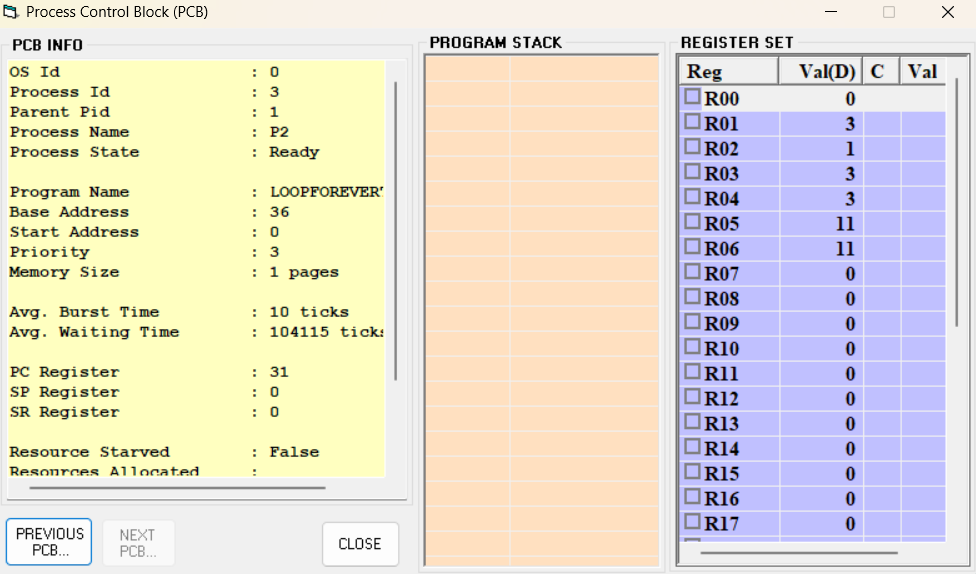 Process Control Block (PCB)
PCB INFO
OS Id : 0
Process Id : 3
Parent Pid : 1
Process Name : P2
Process State : Ready
Program Name : LOOPFOREVER
Base Address : 36
Start Address : 0
Priority : 3
Memory Size : 1 pages
Avg. Burst Time : 10 ticks
Avg. Waiting Time : 104115 ticks
PC Register : 31
SP Register : 0
SR Register : 0
Resource Starved : False
Resources Allocated :
PREVIOUS
PCB...
NEXT
PCB...
CLOSE
PROGRAM STACK
REGISTER SET
Reg Val(D) C Val
R00 0
R01 3
R02 1
R03 3
R04 3
R05 11
R06 11
R07 0
R08 0
R09 0
R10 0
R11 0
R12 0
R13 0
R14 0
R15 0
R16 0
R17 0